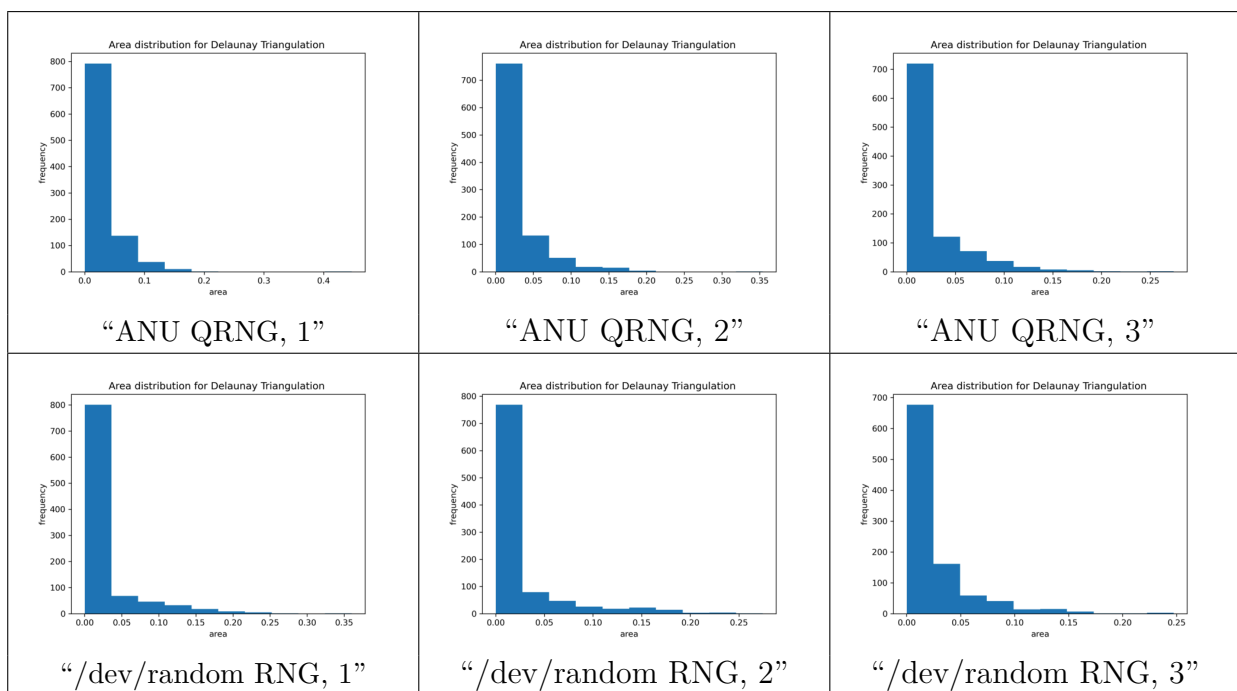 Area distribution for Delaunay Triangulation
800
700
600
500
400
300
200
100
0
frequency
0.0 0.1 0.2 0.3 0.4
area
“ANU QRNG, 1”
Area distribution for Delaunay Triangulation
700
600
500
400
300
200
100
0
frequency
0.00 0.05 0.10 0.15 0.20 0.25 0.30 0.35
area
“ANU QRNG, 2”
Area distribution for Delaunay Triangulation
700
600
500
400
300
200
100
0
frequency
0.00 0.05 0.10 0.15 0.20 0.25
area
“ANU QRNG, 3”
Area distribution for Delaunay Triangulation
800
700
600
500
400
300
200
100
0
frequency
0.00 0.05 0.10 0.15 0.20 0.25 0.30 0.35
area
“/dev/random RNG, 1”
Area distribution for Delaunay Triangulation
800
700
600
500
400
300
200
100
0
frequency
0.00 0.05 0.10 0.15 0.20 0.25
area
“/dev/random RNG, 2”
Area distribution for Delaunay Triangulation
700
600
500
400
300
200
100
0
frequency
0.00 0.05 0.10 0.15 0.20 0.25
area
“/dev/random RNG, 3”